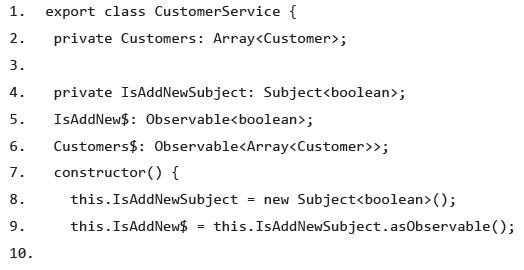 1. export class CustomerService {
2. private Customers: Array<Customer>;
3.
4. private IsAddNewSubject: Subject<boolean>;
5. IsAddNew$: Observable<boolean>;
6. Customers$: Observable<Array<Customer>>;
7. constructor() {
8. this.IsAddNewSubject = new Subject<boolean>();
9. this.IsAddNew$ = this.IsAddNewSubject.asObservable();
10.